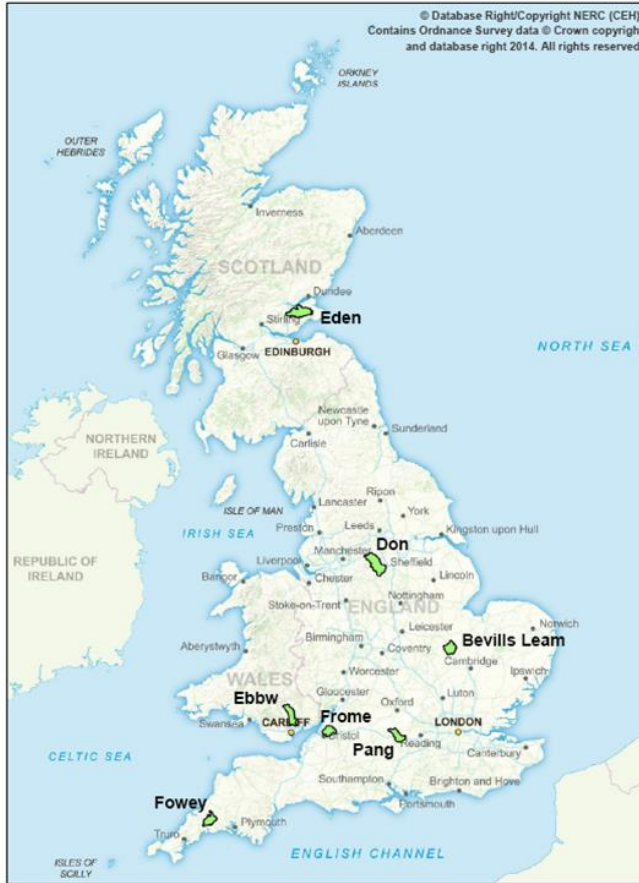 © Database Right/Copyright NERC (CEH)
Contains Ordnance Survey data © Crown copyrigh
and database right 2014. All rights reserved
ORKNEY
ISLANDS
OUTER
HEBRIDES
Inverness
Aberdeen
SCOTLAND
Dundee
Stirling
Eden
EDINBURGH
Glasgow
NORTH SEA
Newcastle
upon Tyne
Sunderland
Carlisle
NORTHERN
IRELAND
ISLE OF MAN
Lancaster
Ripon
York
IRISH SEA
Preston
Leeds
Kingston upon Hull
Don
REPUBLIC OF
IRELAND
Liverpool
Manchester
Sheffield
Bangor
Chester
Lincoln
Stoke-on-Trent
ENGLAND
Nottingham
Norwich
Leicester
Bevills Leam
Aberystwyth
Birmingham
Coventry
Cambridge
WALES
Worcester
Ipswich
Ebbw
Gloucester
Luton
Swansea
CARDIFF
Frome
Oxford
LONDON
Bristol
Pang
Reading
Canterbury
CELTIC SEA
Southampton
Brighton and Hove
Portsmouth
Fowey
Plymouth
Truro
ISLES OF
SCILLY
ENGLISH CHANNEL